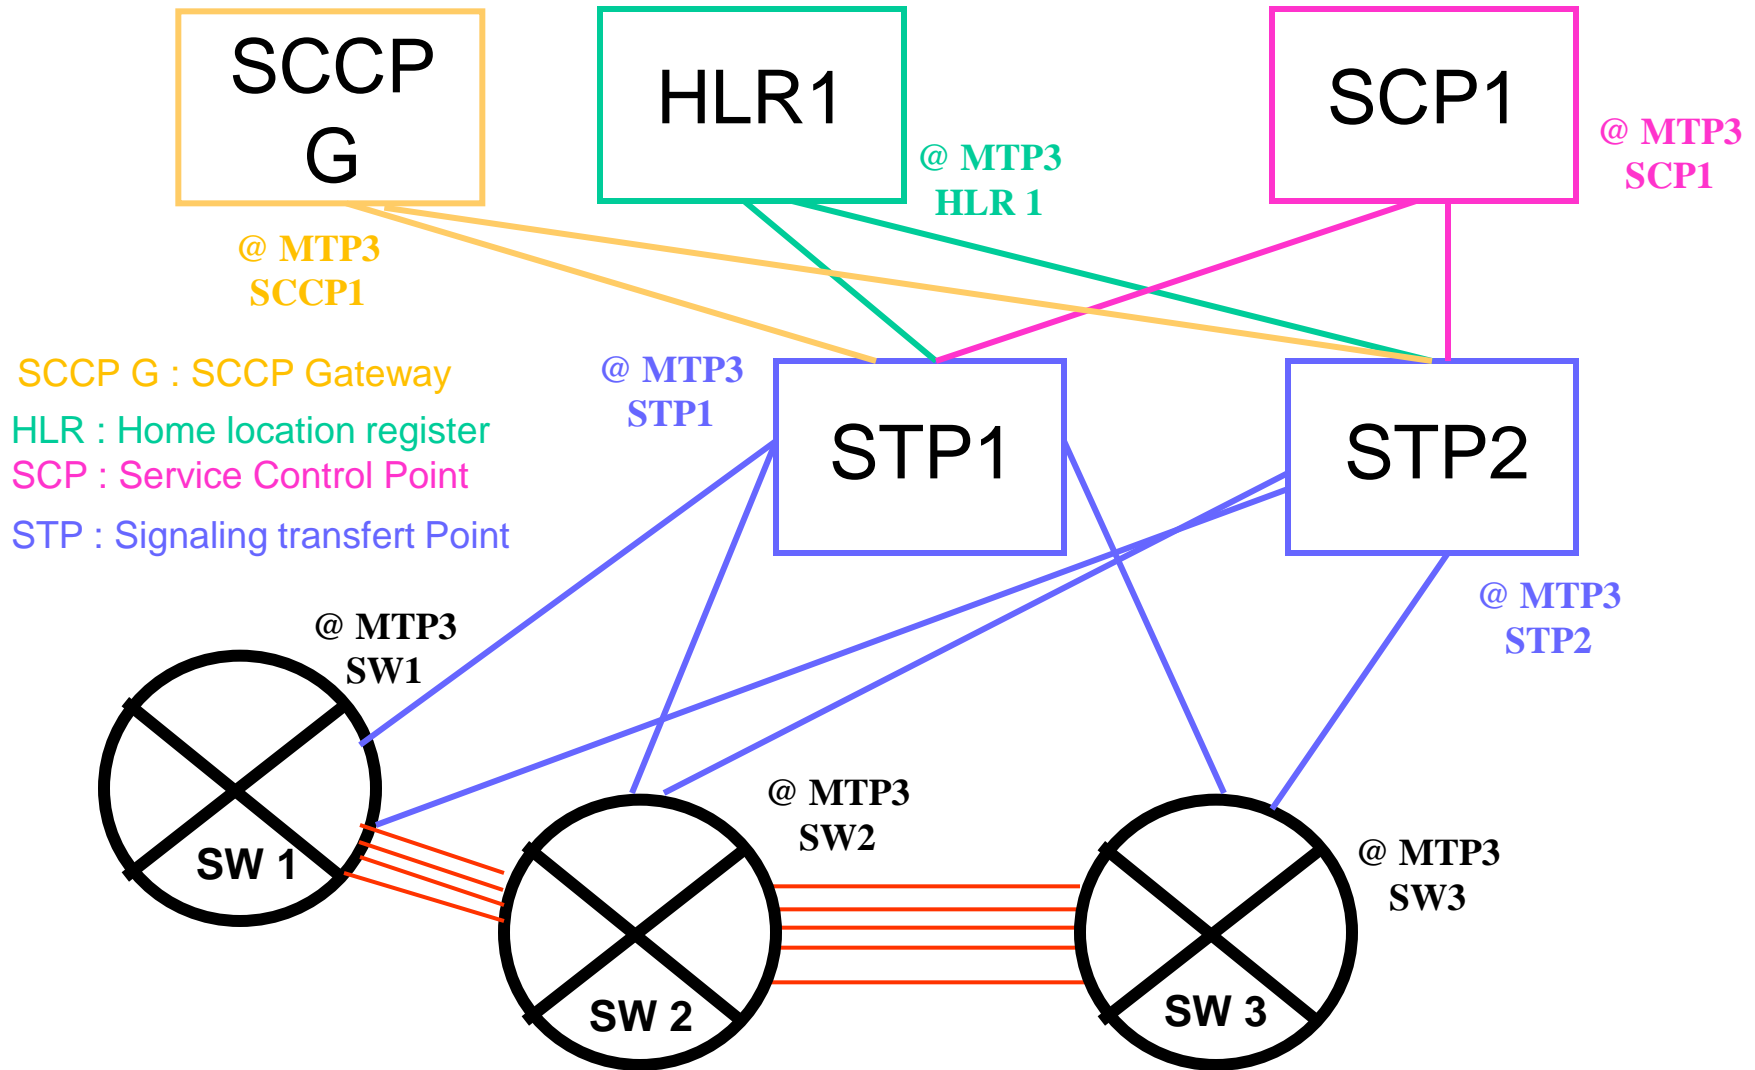 SCCP
G
HLR1
SCP1
@ MTP3
SCP1
@ MTP3
HLR 1
@ MTP3
SCCP1
SCCP G : SCCP Gateway
HLR : Home location register
SCP : Service Control Point
STP : Signaling transfert Point
@ MTP3
STP1
STP1
STP2
@ MTP3
STP2
@ MTP3
SW1
SW 1
@ MTP3
SW2
SW 2
@ MTP3
SW3
SW 3